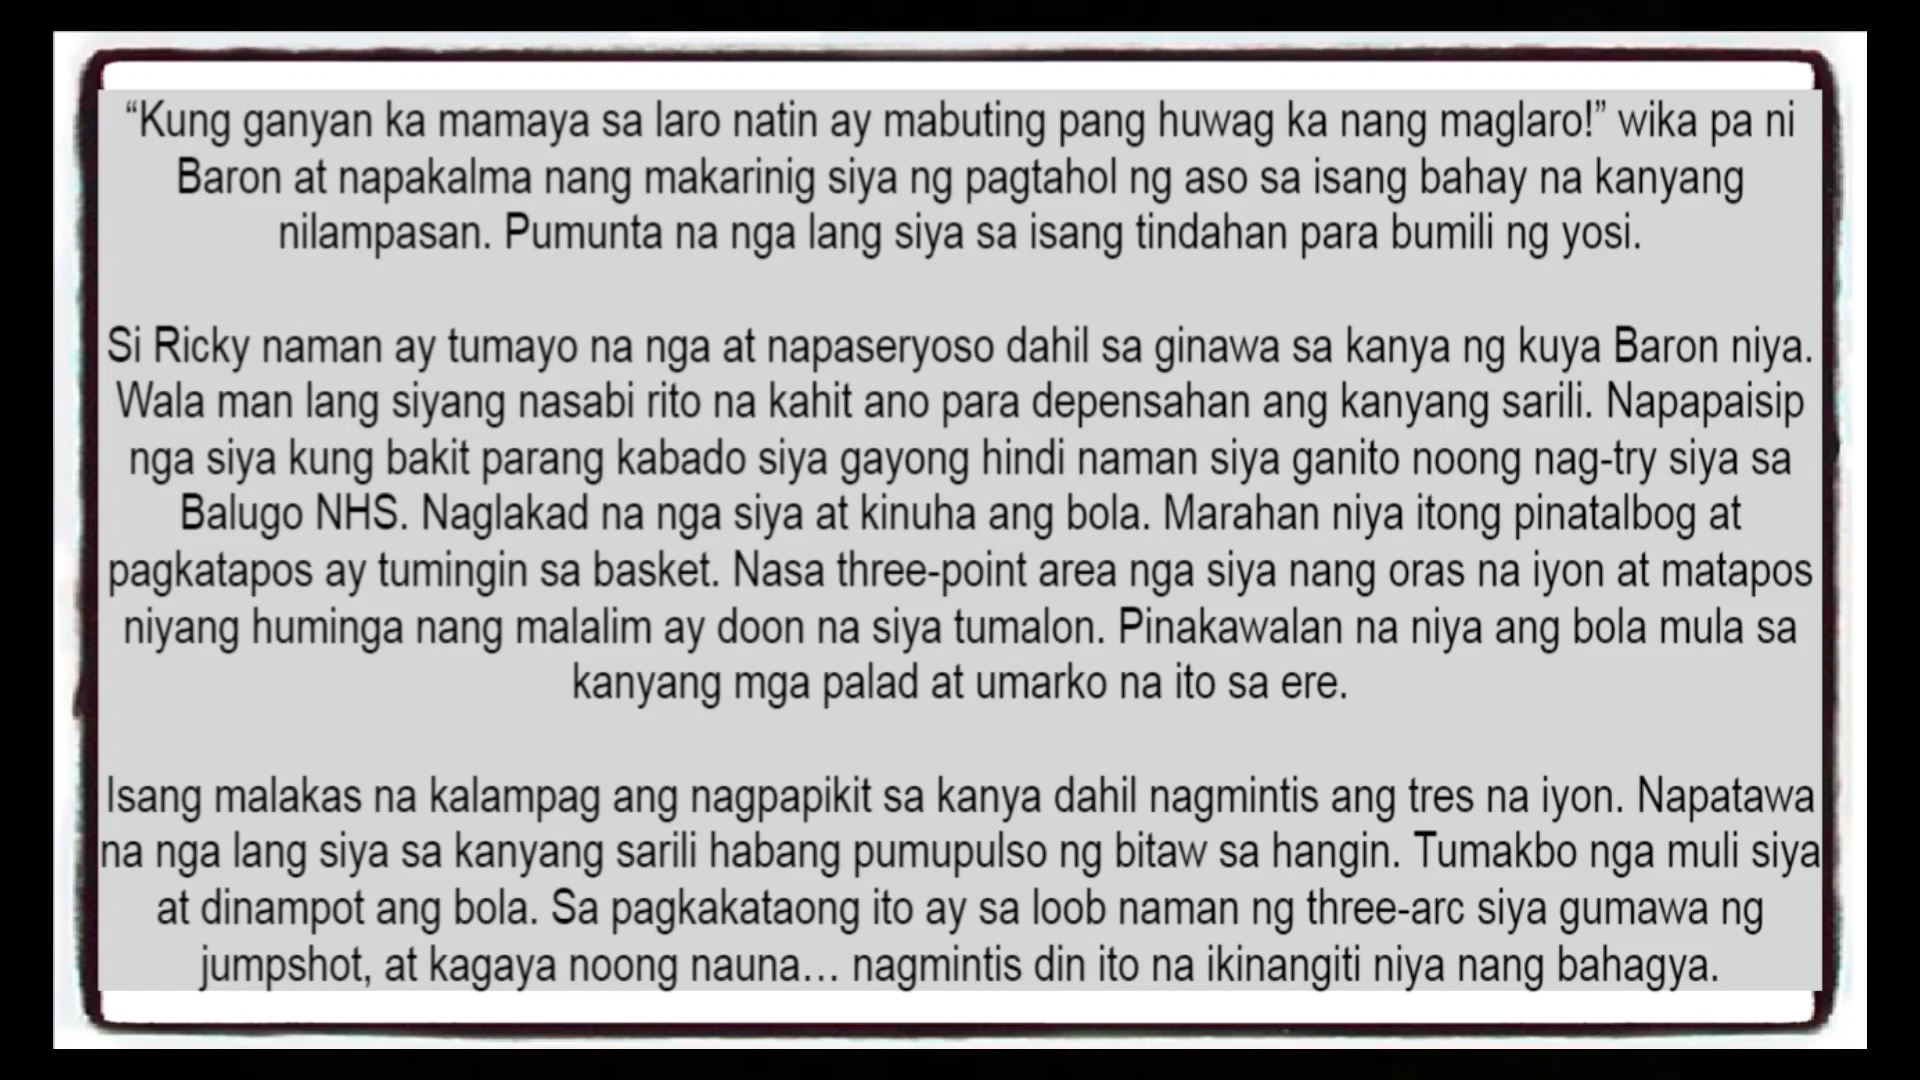 “Kung ganyan ka mamaya sa laro natin ay mabuting pang huwag ka nang maglaro!” wika pa ni
Baron at napakalma nang makarinig siya ng pagtahol ng aso sa isang bahay na kanyang
nilampasan. Pumunta na nga lang siya sa isang tindahan para bumili ng yosi.
Si Ricky naman ay tumayo na nga at napaseryoso dahil sa ginawa sa kanya ng kuya Baron niya.
Wala man lang siyang nasabi rito na kahit ano para depensahan ang kanyang sarili. Napapaisip
nga siya kung bakit parang kabado siya gayong hindi naman siya ganito noong nag-try siya sa
Balugo NHS. Naglakad na nga siya at kinuha ang bola. Marahan niya itong pinatalbog at
pagkatapos ay tumingin sa basket. Nasa three-point area nga siya nang oras na iyon at matapos
niyang huminga nang malalim ay doon na siya tumalon. Pinakawalan na niya ang bola mula sa
kanyang mga palad at umarko na ito sa ere.
Isang malakas na kalampag ang nagpapikit sa kanya dahil nagmintis ang tres na iyon. Napatawa
na nga lang siya sa kanyang sarili habang pumupulso ng bitaw sa hangin. Tumakbo nga muli siya
at dinampot ang bola. Sa pagkakataong ito ay sa loob naman ng three-arc siya gumawa ng
jumpshot, at kagaya noong nauna… nagmintis din ito na ikinangiti niya nang bahagya.